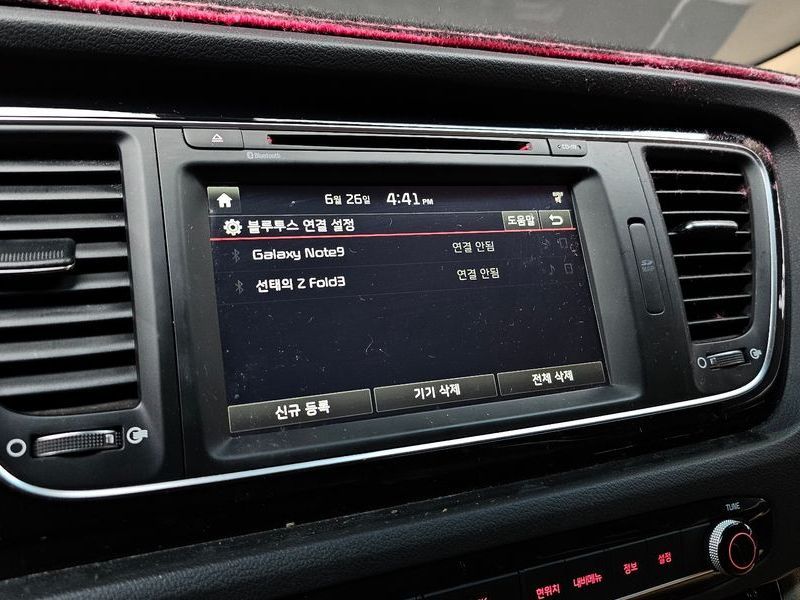 Bluetooth
CD-IN
6월 26일 4:41 PM
블루투스 연결 설정 도움말
Galaxy Note9 연결 안됨
선태의 Z Fold3 연결 안됨
신규 등록 기기 삭제 전체 삭제
TUNE
현위치 내비메뉴 정보 설정